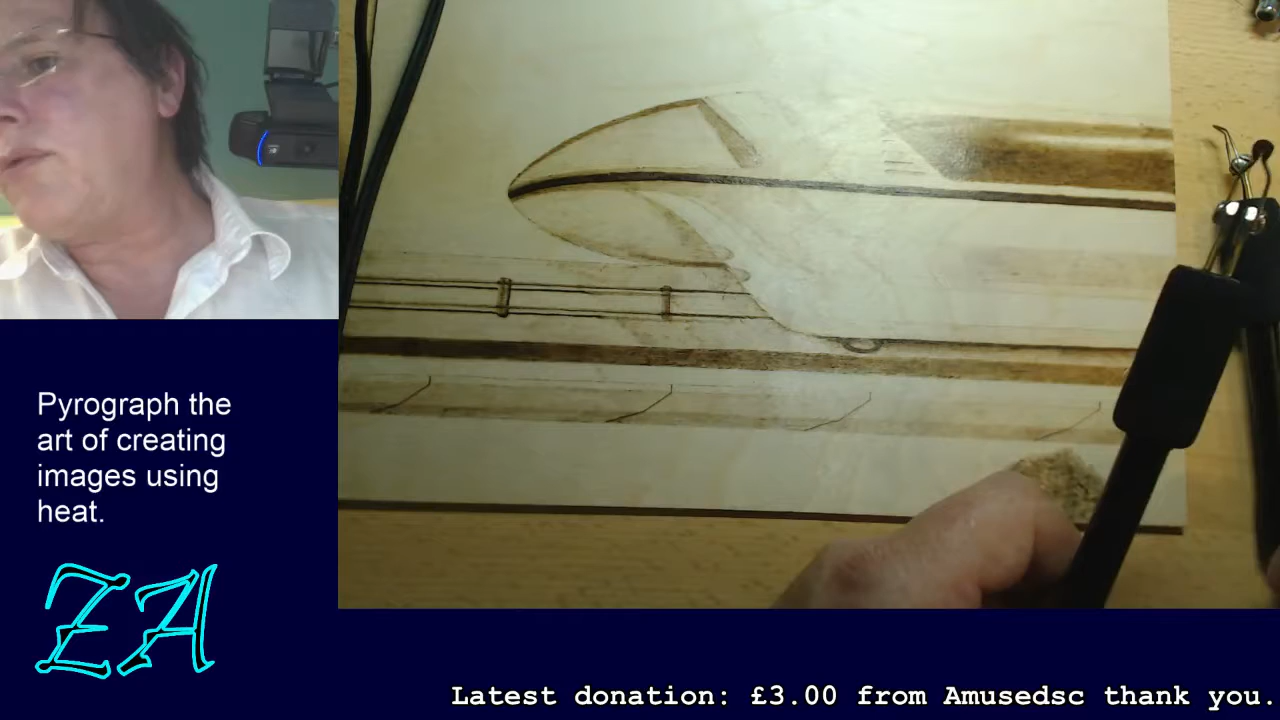 Pyrograph the
art of creating
images using
heat.
ZA
Latest donation: £3.00 from Amusedsc thank you.